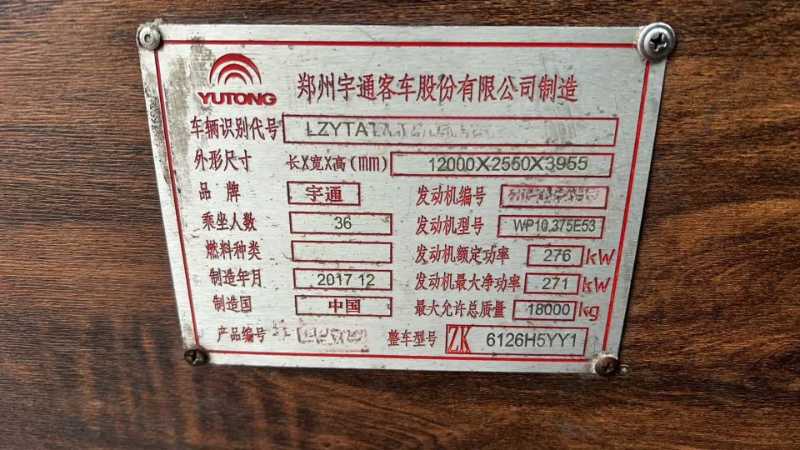 YUTONG
郑州宇通客车股份有限公司制造
车辆识别代号 LZYTA
外形尺寸 长X宽X高(mm) 12000X2550X3955
品牌 宇通 发动机编号
乘坐人数 36 发动机型号 WP10.375E53
燃料种类 发动机额定功率 276 kW
制造年月 2017 12 发动机最大净功率 271 kW
制造国 中国 最大允许总质量 18000 kg
产品编号 整车型号 ZK 6126H5YY1